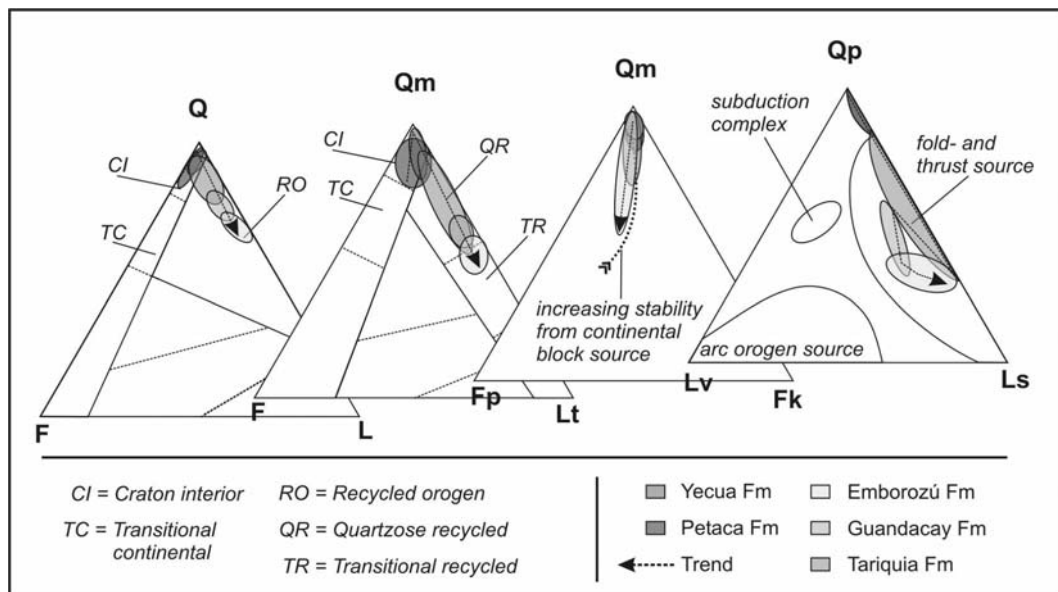 Q
CI
RO
TC
F
L
Qm
CI
QR
TC
TR
F
Lt
Qm
increasing stability
from continental
block source
Fp
Fk
Qp
subduction
complex
fold- and
thrust source
arc orogen source
Lv
Ls
CI = Craton interior
TC = Transitional
continental
RO = Recycled orogen
QR = Quartzose recycled
TR = Transitional recycled
Yecua Fm
Petaca Fm
Trend
Emborozú Fm
Guandacay Fm
Tariquia Fm